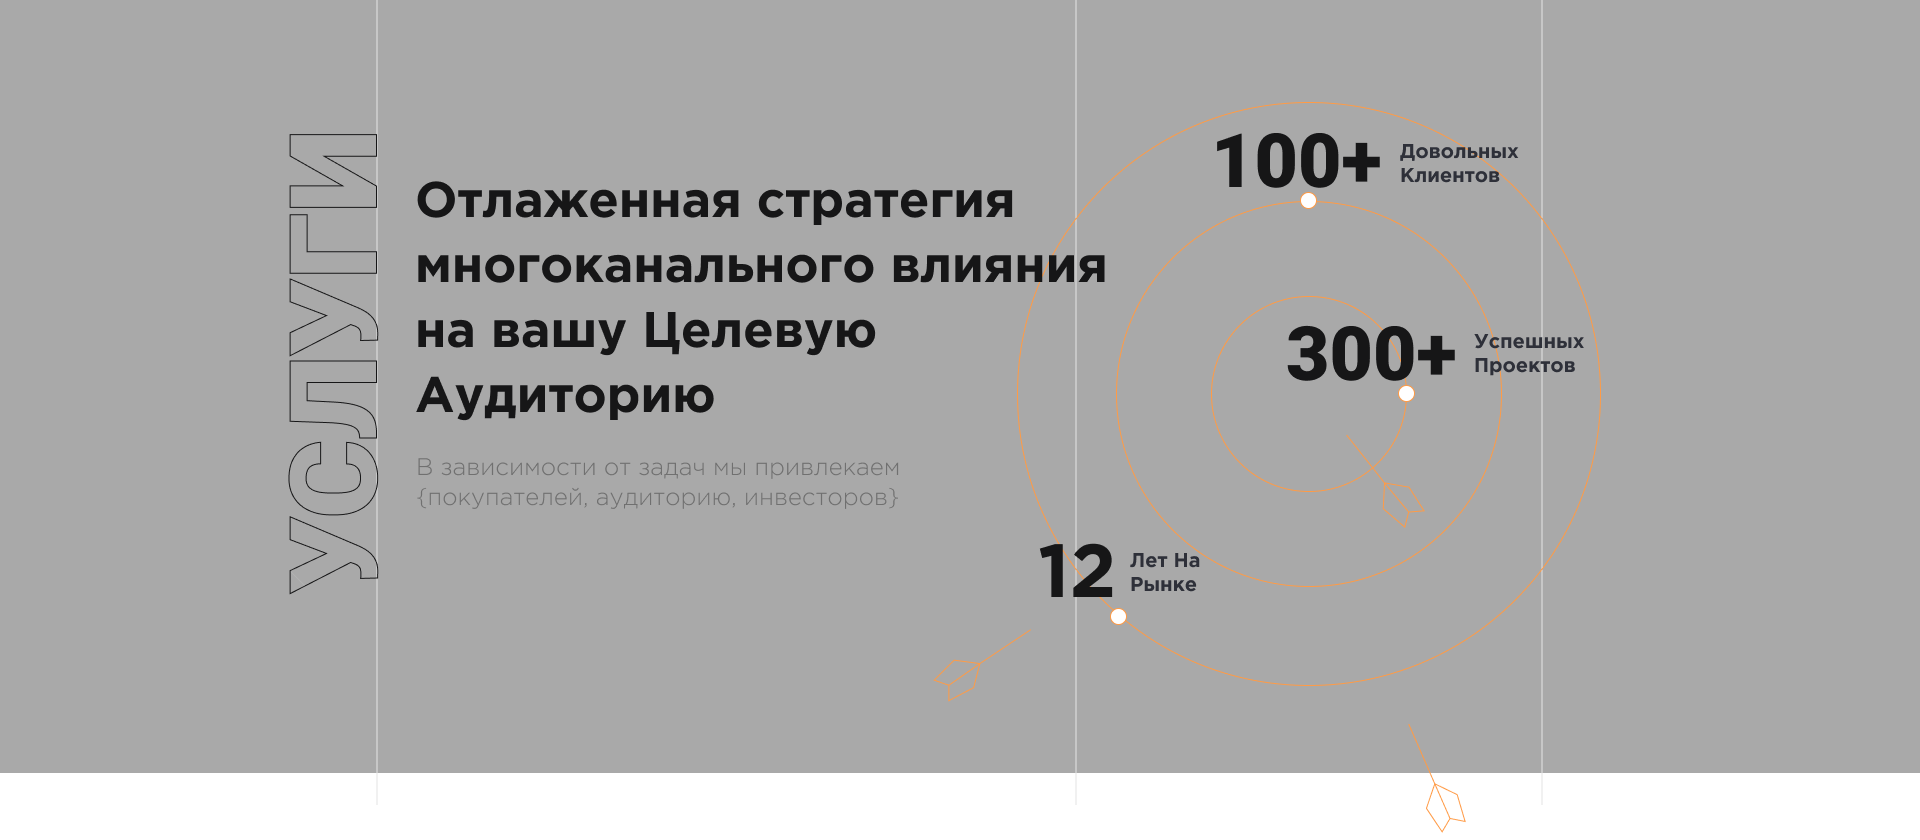 УСЛУГИ
Отлаженная стратегия
многоканального влияния
на вашу Целевую
Аудиторию
В зависимости от задач мы привлекаем
{покупателей, аудиторию, инвесторов}
100+
Довольных
Клиентов
300+
Успешных
Проектов
12
Лет На
Рынке